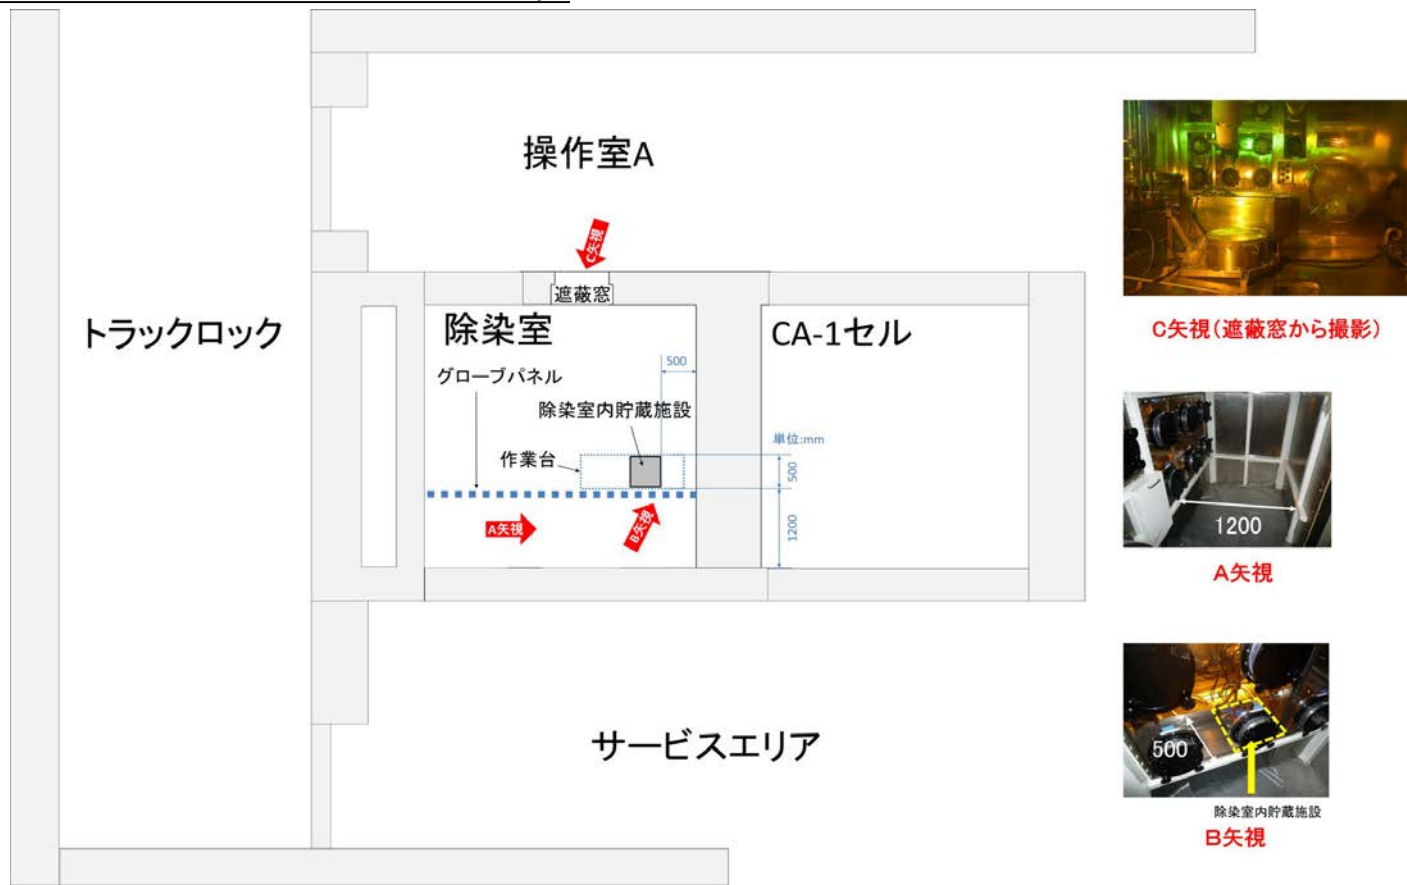 操作室A
C矢視
遮蔽窓
トラックロック
除染室
CA-1セル
C矢視(遮蔽窓から撮影)
500
グローブパネル
除染室内貯蔵施設
単位:mm
作業台
500
A矢視
B矢視
1200
1200
A矢視
サービスエリア
500
除染室内貯蔵施設
B矢視